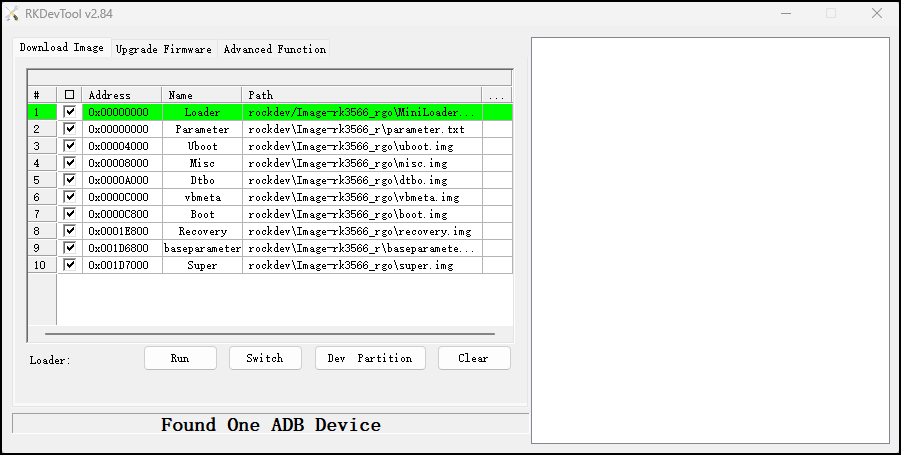 RKDevTool v2.84
Download Image Upgrade Firmware Advanced Function
# Address Name Path ...
1 0x00000000 Loader rockdev/Image-rk3566_rgo\MiniLoader...
2 0x00000000 Parameter rockdev\Image-rk3566_r\parameter.txt
3 0x00004000 Uboot rockdev\Image-rk3566_rgo\uboot.img
4 0x00008000 Misc rockdev\Image-rk3566_rgo\misc.img
5 0x0000A000 Dtbo rockdev\Image-rk3566_rgo\dtbo.img
6 0x0000C000 vbmeta rockdev\Image-rk3566_rgo\vbmeta.img
7 0x0000C800 Boot rockdev\Image-rk3566_rgo\boot.img
8 0x0001E800 Recovery rockdev\Image-rk3566_rgo\recovery.img
9 0x001D6800 baseparameter rockdev\Image-rk3566_r\baseparamete...
10 0x001D7000 Super rockdev\Image-rk3566_rgo\super.img
Loader: Run Switch Dev Partition Clear
Found One ADB Device